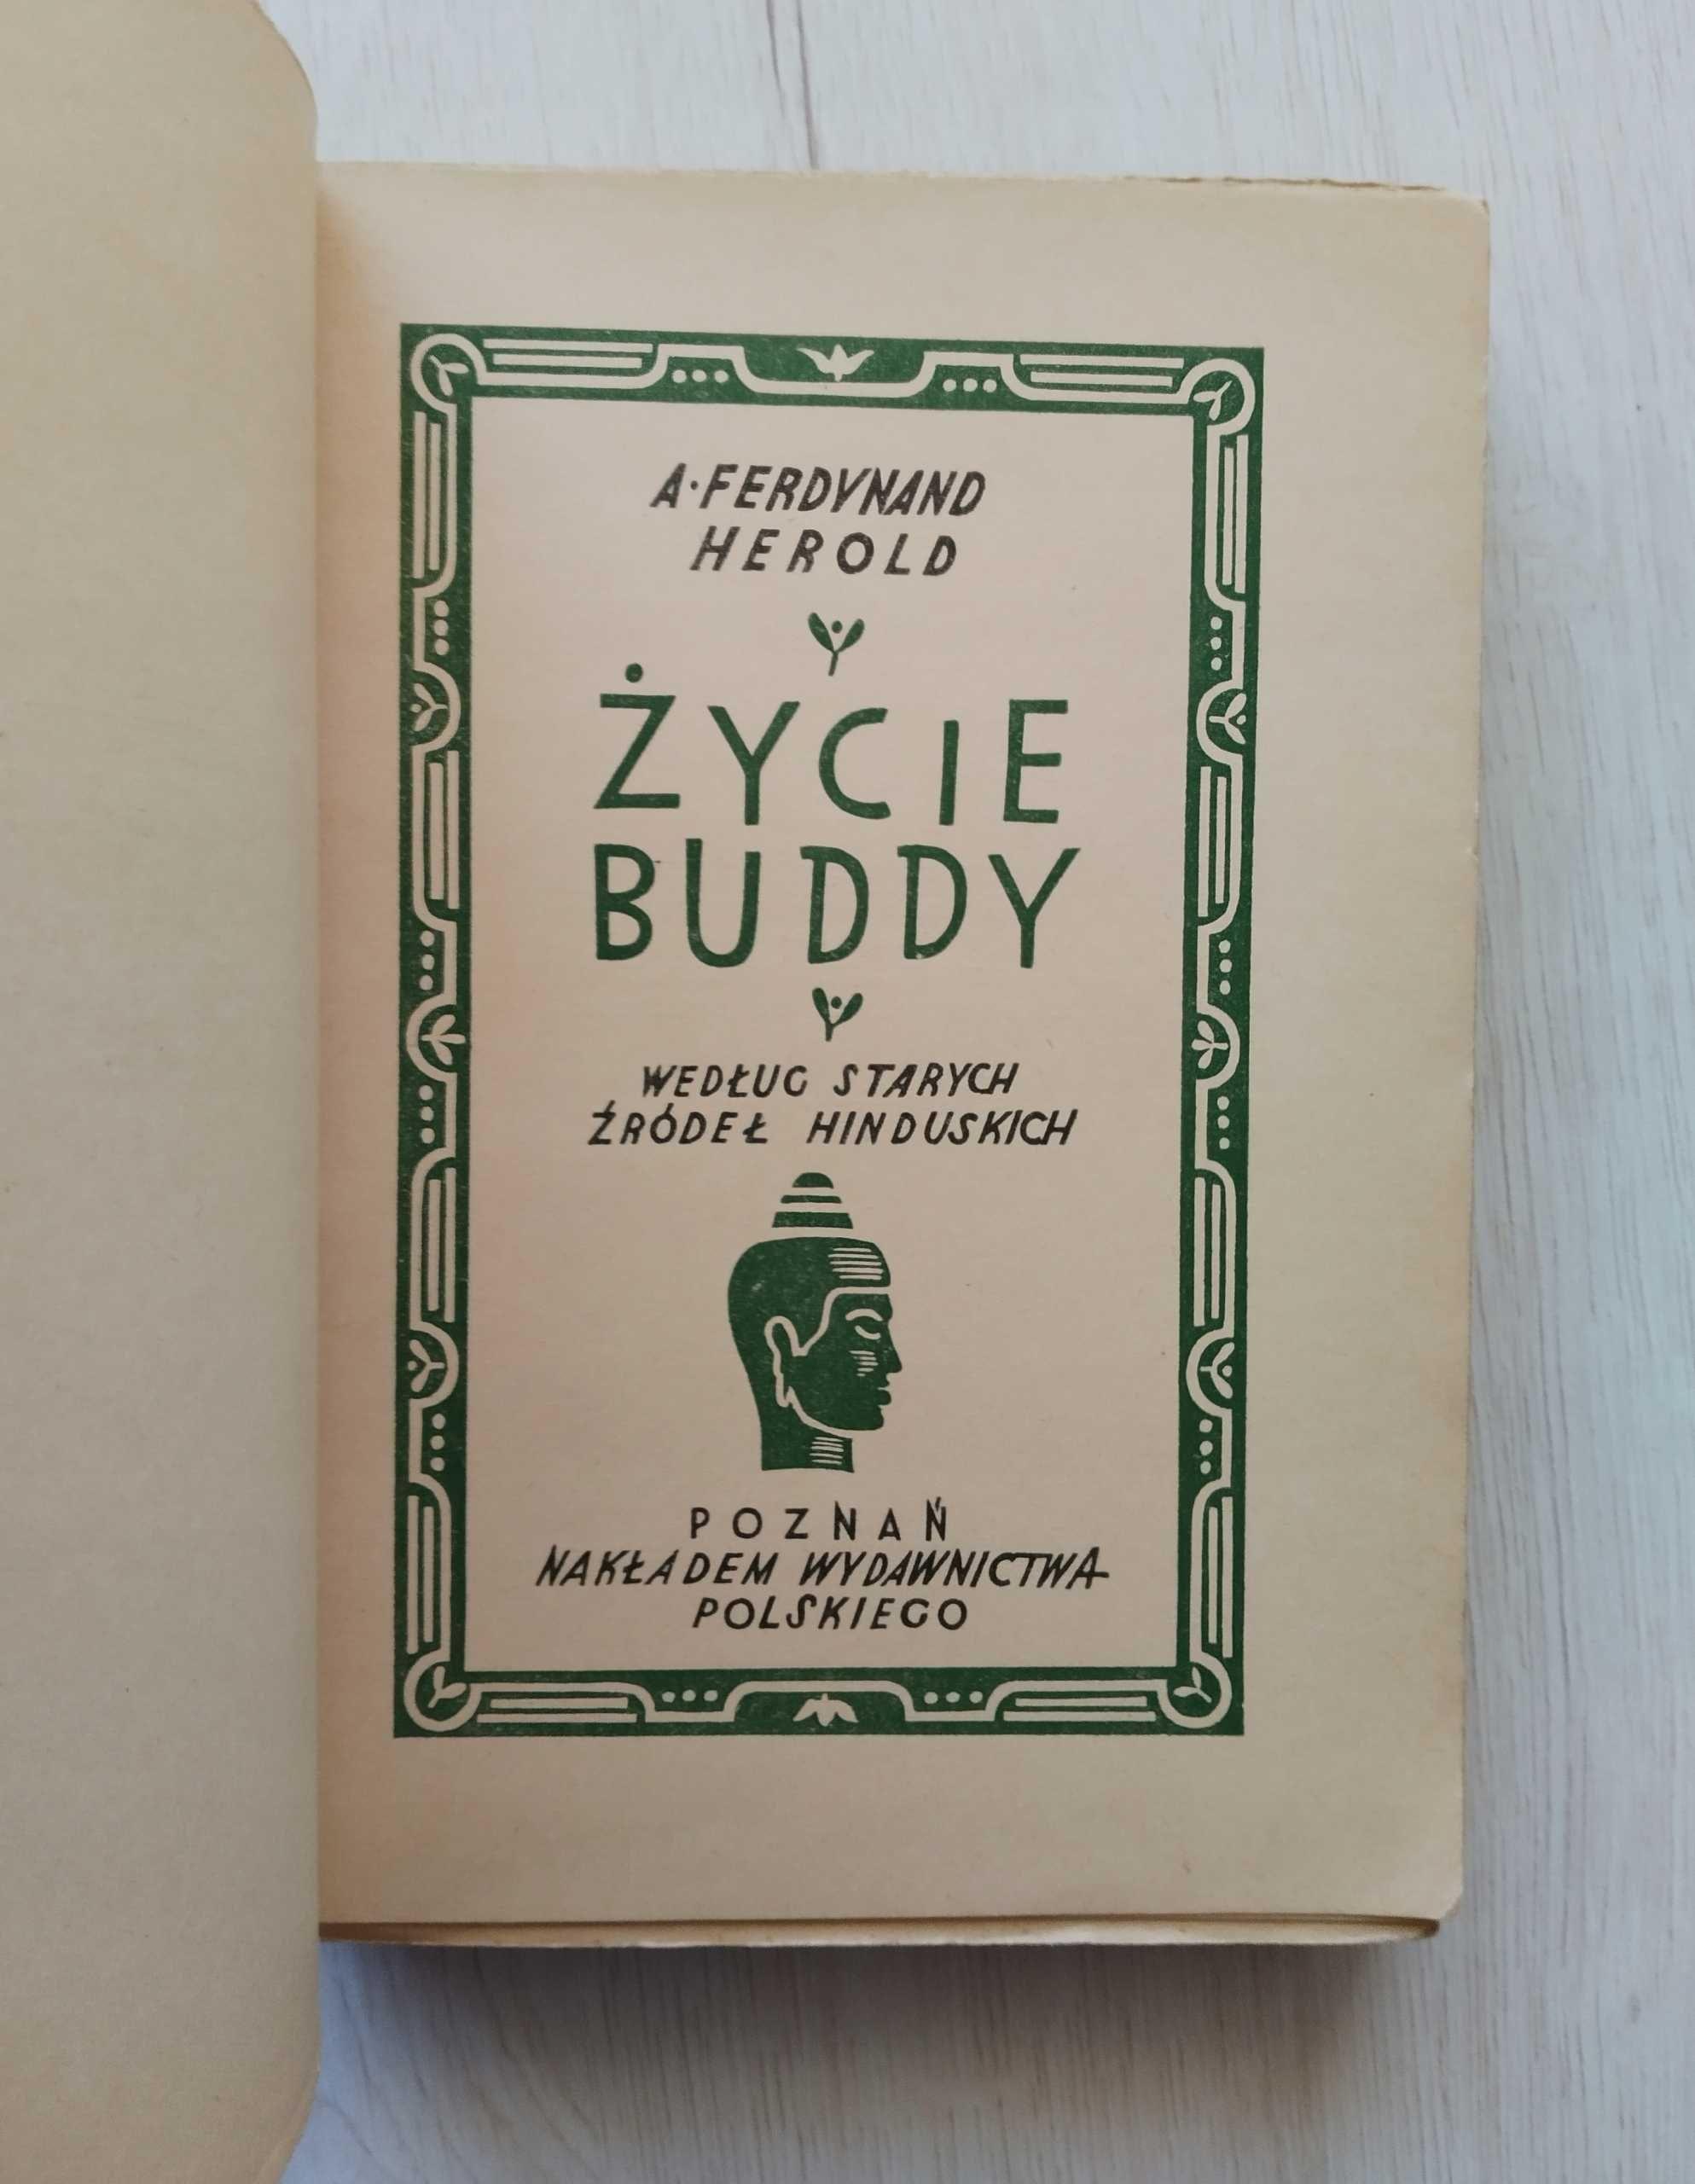 A·FERDYNAND
HEROLD
ŻYCIE
BUDDY
WEDŁUG STARYCH
ŹRÓDEŁ HINDUSKICH
POZNAŃ
NAKŁADEM WYDAWNICTWA
POLSKIEGO